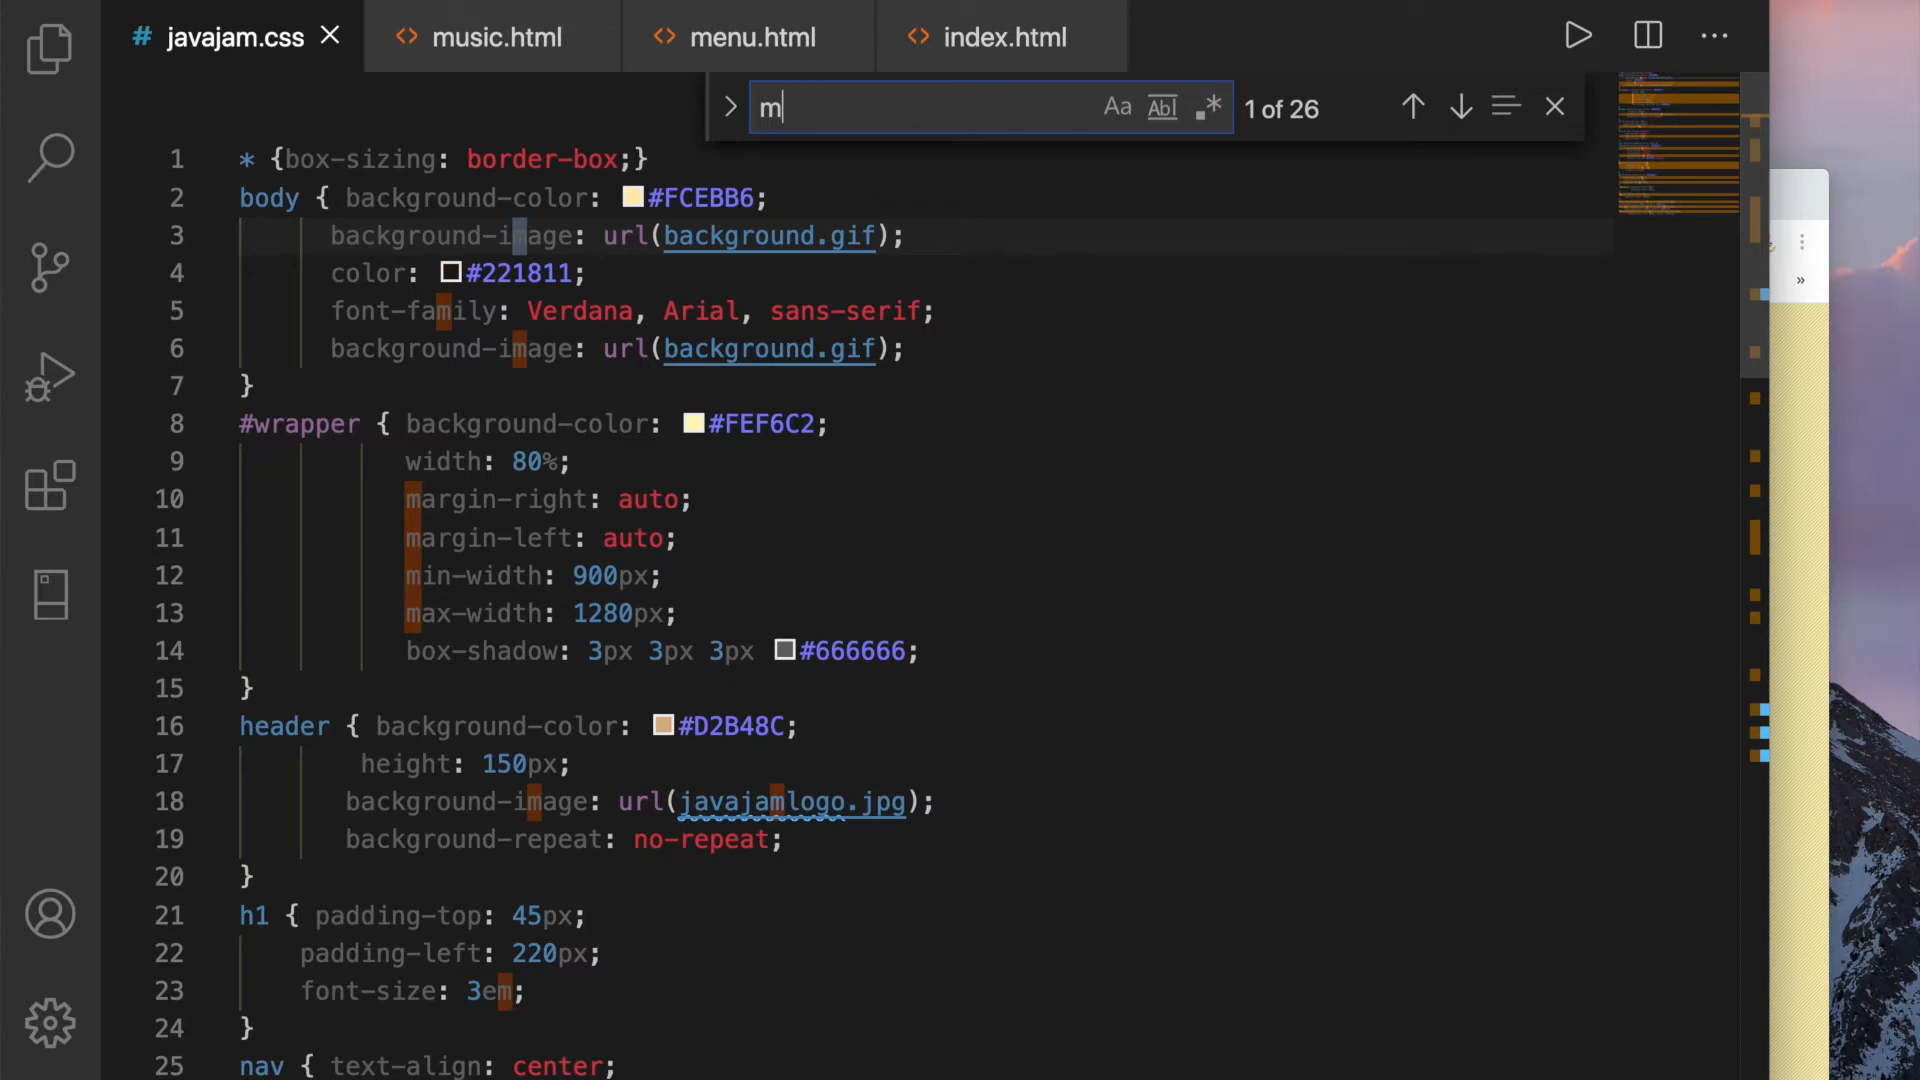 # javajam.css
<> music.html
<> menu.html
<> index.html
m
Aa
Abl
.*
1 of 26
1 * {box-sizing: border-box;}
2 body { background-color: #FCEBB6;
3 background-image: url(background.gif);
4 color: #221811;
5 font-family: Verdana, Arial, sans-serif;
6 background-image: url(background.gif);
7 }
8 #wrapper { background-color: #FEF6C2;
9 width: 80%;
10 margin-right: auto;
11 margin-left: auto;
12 min-width: 900px;
13 max-width: 1280px;
14 box-shadow: 3px 3px 3px #666666;
15 }
16 header { background-color: #D2B48C;
17 height: 150px;
18 background-image: url(javajamlogo.jpg);
19 background-repeat: no-repeat;
20 }
21 h1 { padding-top: 45px;
22 padding-left: 220px;
23 font-size: 3em;
24 }
25 nav { text-align: center;